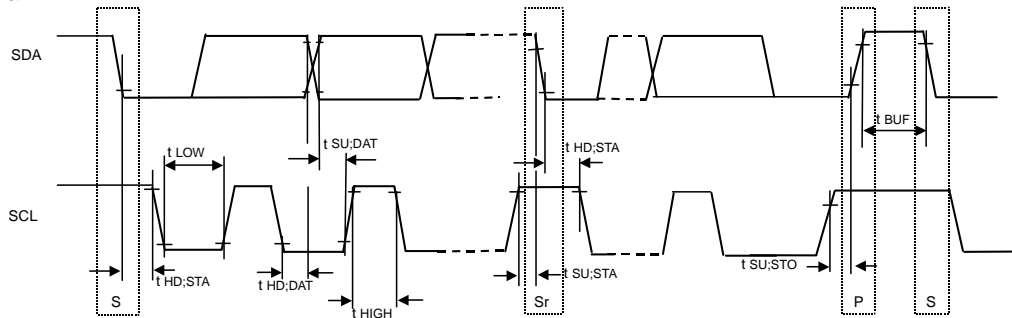 SDA
t BUF
t SU;DAT
t HD;STA
t LOW
SCL
t SU;STO
t HD;STA
t HD;DAT
t SU;STA
S
t HIGH
Sr
P
S